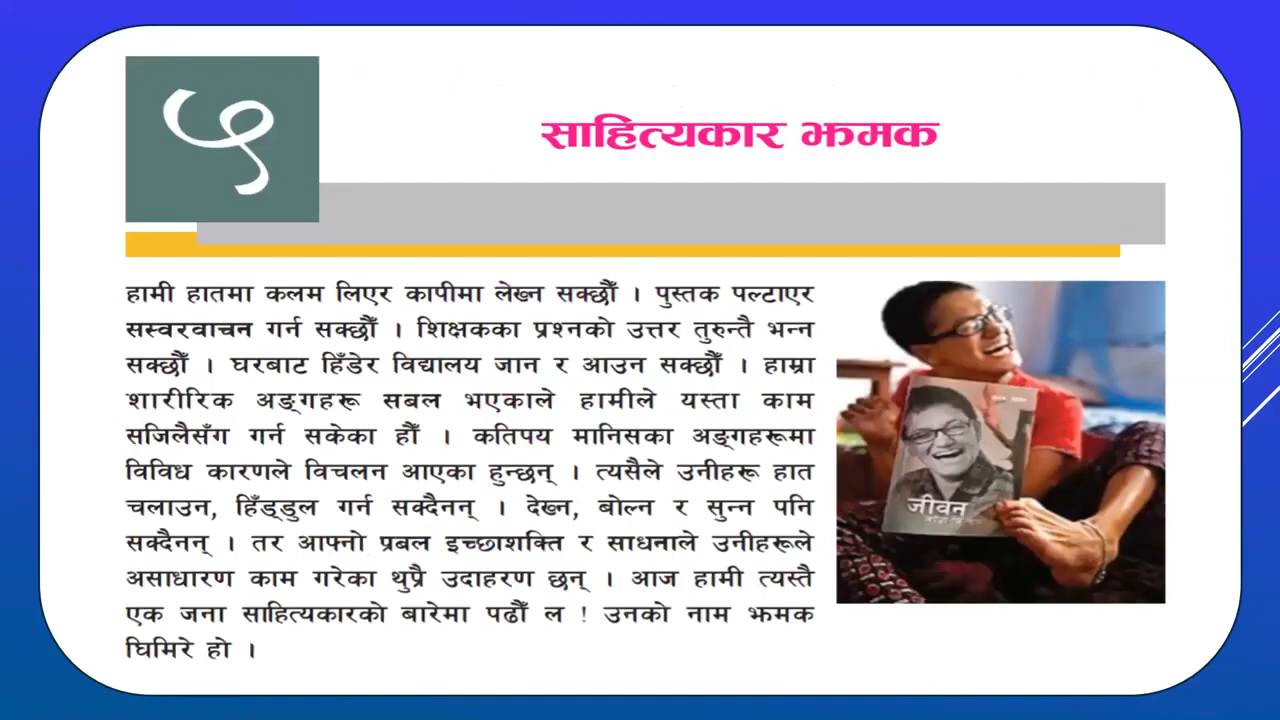 ५
साहित्यकार झमक
हामी हातमा कलम लिएर कापीमा लेख्न सक्छौँ । पुस्तक पल्टाएर
सस्वरवाचन गर्न सक्छौँ । शिक्षकका प्रश्नको उत्तर तुरुन्तै भन्न
सक्छौँ । घरबाट हिँडेर विद्यालय जान र आउन सक्छौँ । हाम्रा
शारीरिक अङ्गहरू सबल भएकाले हामीले यस्ता काम
सजिलैसँग गर्न सकेका हौँ । कतिपय मानिसका अङ्गहरूमा
विविध कारणले विचलन आएका हुन्छन् । त्यसैले उनीहरू हात
चलाउन, हिँड्डुल गर्न सक्दैनन् । देख्न, बोल्न र सुन्न पनि
सक्दैनन् । तर आफ्नो प्रबल इच्छाशक्ति र साधनाले उनीहरूले
असाधारण काम गरेका थुप्रै उदाहरण छन् । आज हामी त्यस्तै
एक जना साहित्यकारको बारेमा पढौँ ल ! उनको नाम झमक
घिमिरे हो ।
जीवन